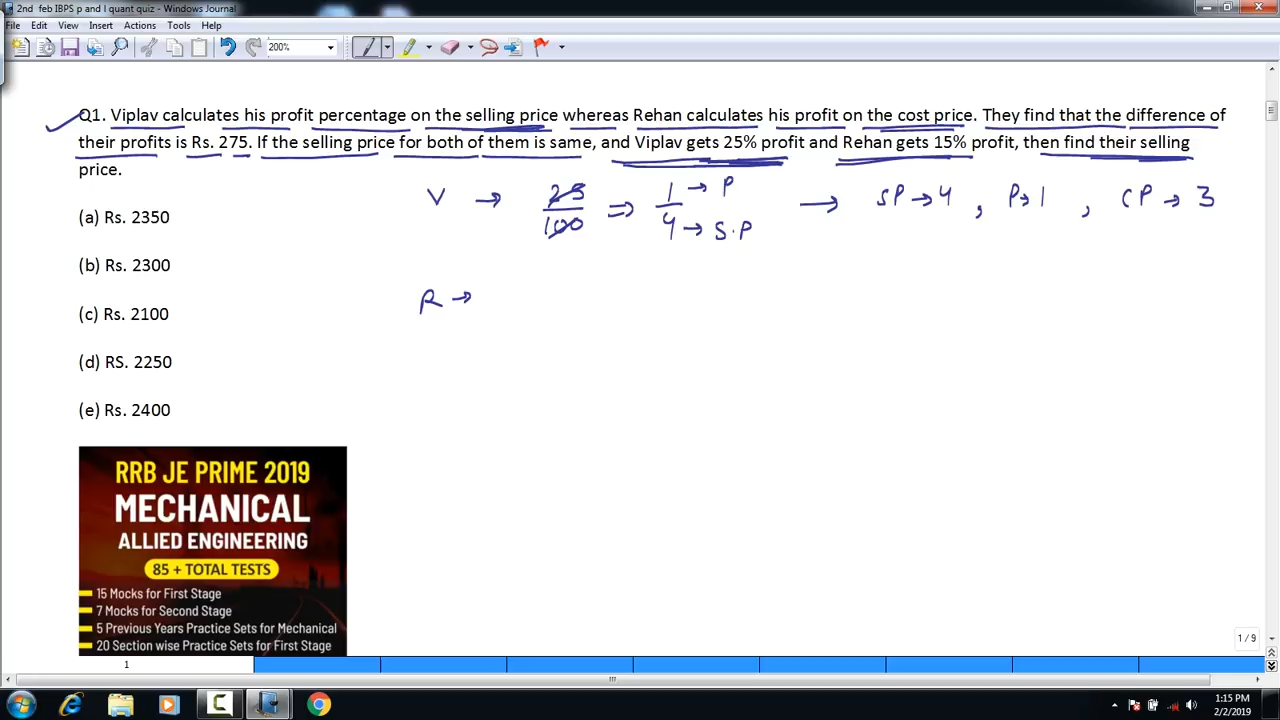 2nd feb IBPS p and l quant quiz - Windows Journal
File Edit View Insert Actions Tools Help
200%
Q1. Viplav calculates his profit percentage on the selling price whereas Rehan calculates his profit on the cost price. They find that the difference of
their profits is Rs. 275. If the selling price for both of them is same, and Viplav gets 25% profit and Rehan gets 15% profit, then find their selling
price.
V → 25/100 ⇒ 1/4 → P → SP → 4 , P → 1 , CP → 3
→ S.P
(a) Rs. 2350
(b) Rs. 2300
R →
(c) Rs. 2100
(d) RS. 2250
(e) Rs. 2400
RRB JE PRIME 2019
MECHANICAL
ALLIED ENGINEERING
85 + TOTAL TESTS
15 Mocks for First Stage
7 Mocks for Second Stage
5 Previous Years Practice Sets for Mechanical
20 Section wise Practice Sets for First Stage
1 / 9
1
1:15 PM
2/2/2019